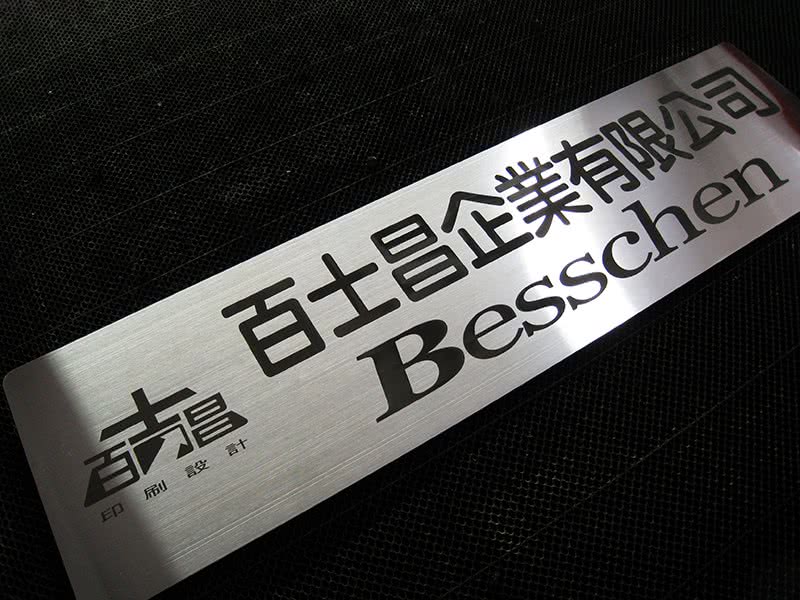 百士昌企業有限公司
Besschen
百士昌
印刷設計